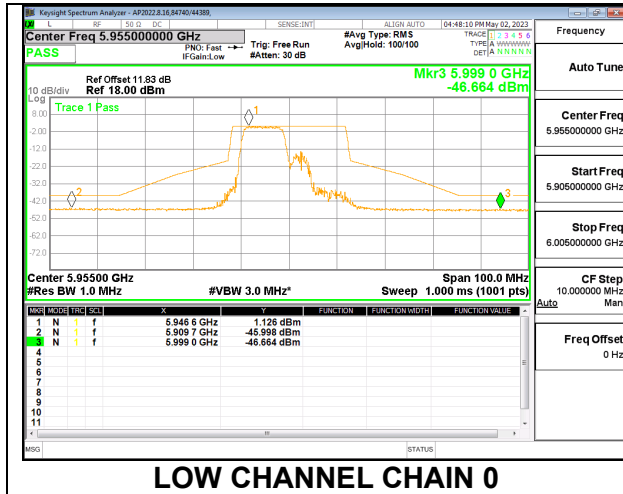 Keysight Spectrum Analyzer - AP2022.8.16,84740/44389,
LXI L RF 50 Ω DC SENSE:INT ALIGN AUTO 04:48:10 PM May 02, 2023
Center Freq 5.955000000 GHz #Avg Type: RMS TRACE 1 2 3 4 5 6 Frequency
PASS PNO: Fast Trig: Free Run Avg|Hold: 100/100 TYPE A WWWWW
IFGain:Low #Atten: 30 dB DET A N N N N N
Auto Tune
Mkr3 5.999 0 GHz
Ref Offset 11.83 dB
10 dB/div Ref 18.00 dBm -46.664 dBm
Log
Trace 1 Pass
8.00
-2.00
-12.0
-22.0
-32.0
-42.0
-52.0
-62.0
-72.0
1
2
3
Center 5.95500 GHz Span 100.0 MHz
#Res BW 1.0 MHz #VBW 3.0 MHz* Sweep 1.000 ms (1001 pts)
MKR MODE TRC SCL X Y FUNCTION FUNCTION WIDTH FUNCTION VALUE
1 N 1 f 5.946 6 GHz 1.126 dBm
2 N 1 f 5.909 7 GHz -45.998 dBm
3 N 1 f 5.999 0 GHz -46.664 dBm
4
5
6
7
8
9
10
11
Center Freq
5.955000000 GHz
Start Freq
5.905000000 GHz
Stop Freq
6.005000000 GHz
CF Step
10.000000 MHz
Auto Man
Freq Offset
0 Hz
MSG STATUS
LOW CHANNEL CHAIN 0